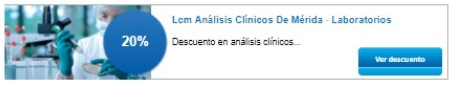 Lcm Análisis Clínicos De Mérida - Laboratorios
20%
Descuento en análisis clínicos...
Ver descuento